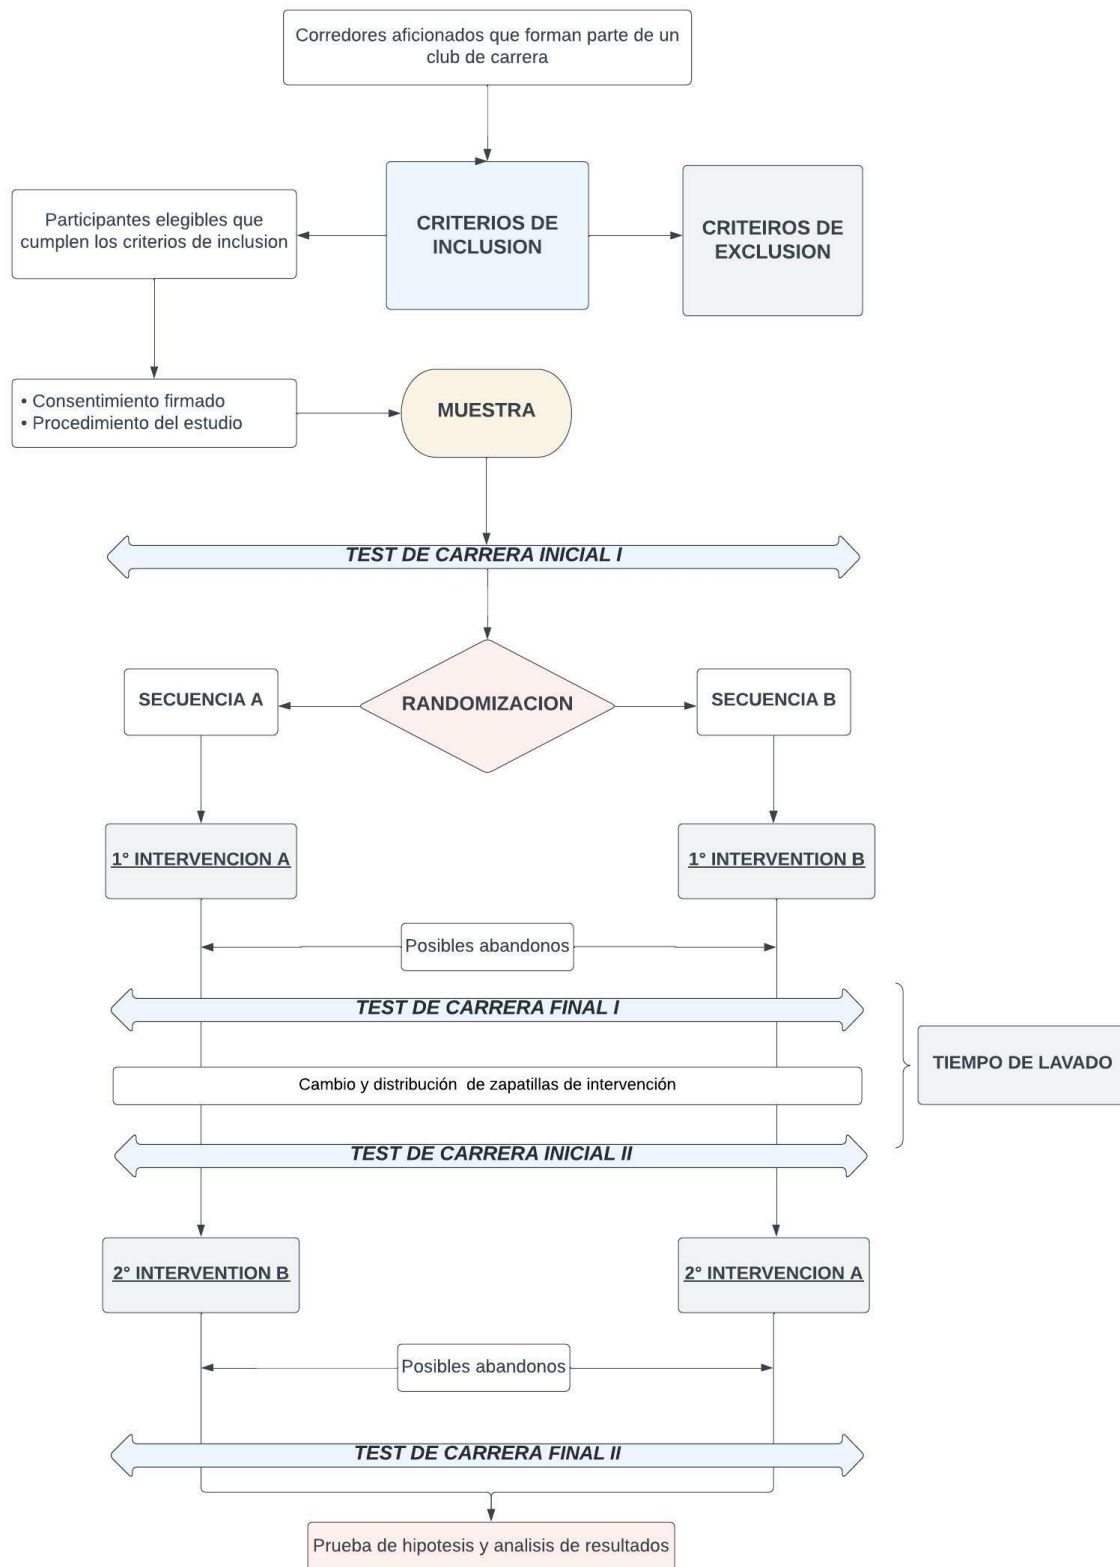 Corredores aficionados que forman parte de un
club de carrera
CRITERIOS DE
INCLUSION
CRITEIROS DE
EXCLUSION
Participantes elegibles que
cumplen los criterios de inclusion
• Consentimiento firmado
• Procedimiento del estudio
MUESTRA
TEST DE CARRERA INICIAL I
SECUENCIA A
RANDOMIZACION
SECUENCIA B
1° INTERVENCION A
1° INTERVENTION B
Posibles abandonos
TEST DE CARRERA FINAL I
TIEMPO DE LAVADO
Cambio y distribución de zapatillas de intervención
TEST DE CARRERA INICIAL II
2° INTERVENTION B
2° INTERVENCION A
Posibles abandonos
TEST DE CARRERA FINAL II
Prueba de hipotesis y analisis de resultados